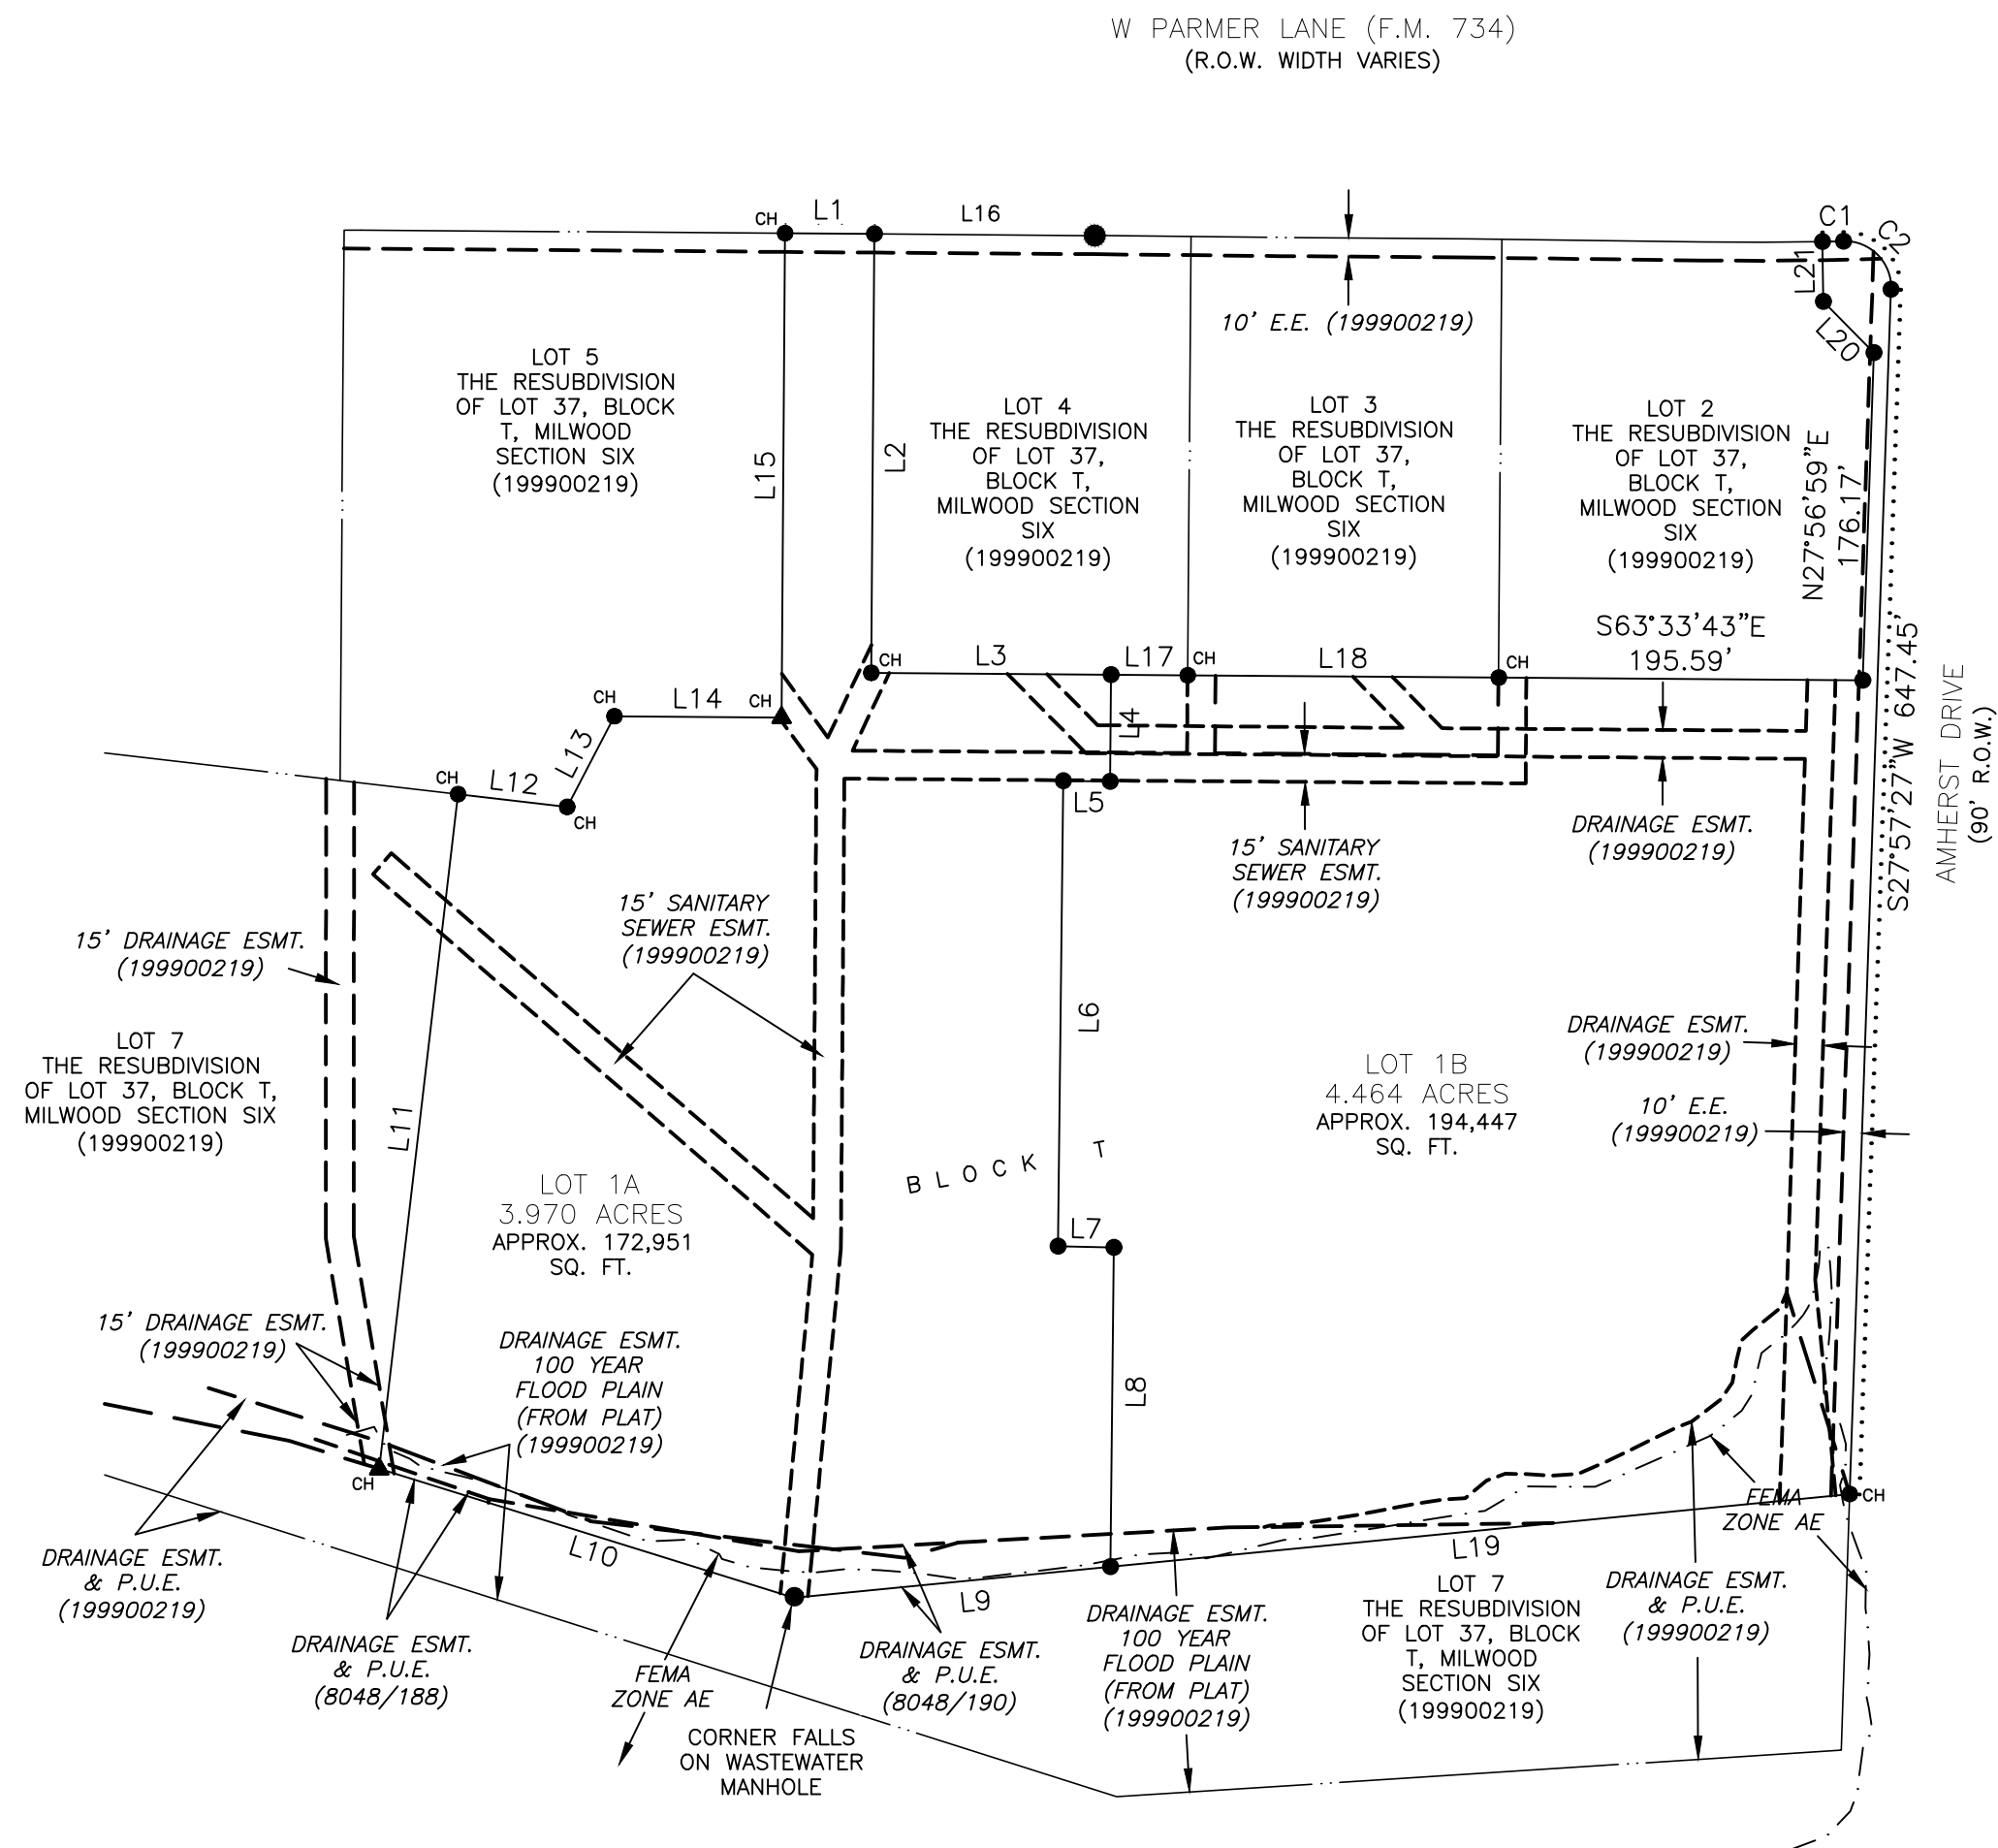 W PARMER LANE (F.M. 734)
(R.O.W. WIDTH VARIES)
CH
L1
L16
C1
C2
L21
L20
10' E.E. (199900219)
LOT 5
THE RESUBDIVISION
OF LOT 37, BLOCK
T, MILWOOD
SECTION SIX
(199900219)
L15
L2
LOT 4
THE RESUBDIVISION
OF LOT 37,
BLOCK T,
MILWOOD SECTION
SIX
(199900219)
LOT 3
THE RESUBDIVISION
OF LOT 37,
BLOCK T,
MILWOOD SECTION
SIX
(199900219)
LOT 2
THE RESUBDIVISION
OF LOT 37,
BLOCK T,
MILWOOD SECTION
SIX
(199900219)
N27°56'59"E
176.17'
S63°33'43"E
195.59'
S27°57'27"W 647.45'
AMHERST DRIVE
(90' R.O.W.)
CH
L3
L17
CH
L18
CH
CH
L14
CH
L13
L4
CH
L12
CH
L5
15' SANITARY
SEWER ESMT.
(199900219)
DRAINAGE ESMT.
(199900219)
15' SANITARY
SEWER ESMT.
(199900219)
15' DRAINAGE ESMT.
(199900219)
LOT 7
THE RESUBDIVISION
OF LOT 37, BLOCK T,
MILWOOD SECTION SIX
(199900219)
L11
L6
DRAINAGE ESMT.
(199900219)
LOT 1B
4.464 ACRES
APPROX. 194,447
SQ. FT.
10' E.E.
(199900219)
BLOCK T
LOT 1A
3.970 ACRES
APPROX. 172,951
SQ. FT.
L7
L8
15' DRAINAGE ESMT.
(199900219)
DRAINAGE ESMT.
100 YEAR
FLOOD PLAIN
(FROM PLAT)
(199900219)
CH
CH
FEMA
ZONE AE
L10
L9
L19
DRAINAGE ESMT.
& P.U.E.
(199900219)
DRAINAGE ESMT.
& P.U.E.
(8048/188)
FEMA
ZONE AE
CORNER FALLS
ON WASTEWATER
MANHOLE
DRAINAGE ESMT.
& P.U.E.
(8048/190)
DRAINAGE ESMT.
100 YEAR
FLOOD PLAIN
(FROM PLAT)
(199900219)
LOT 7
THE RESUBDIVISION
OF LOT 37, BLOCK
T, MILWOOD
SECTION SIX
(199900219)
DRAINAGE ESMT.
& P.U.E.
(199900219)